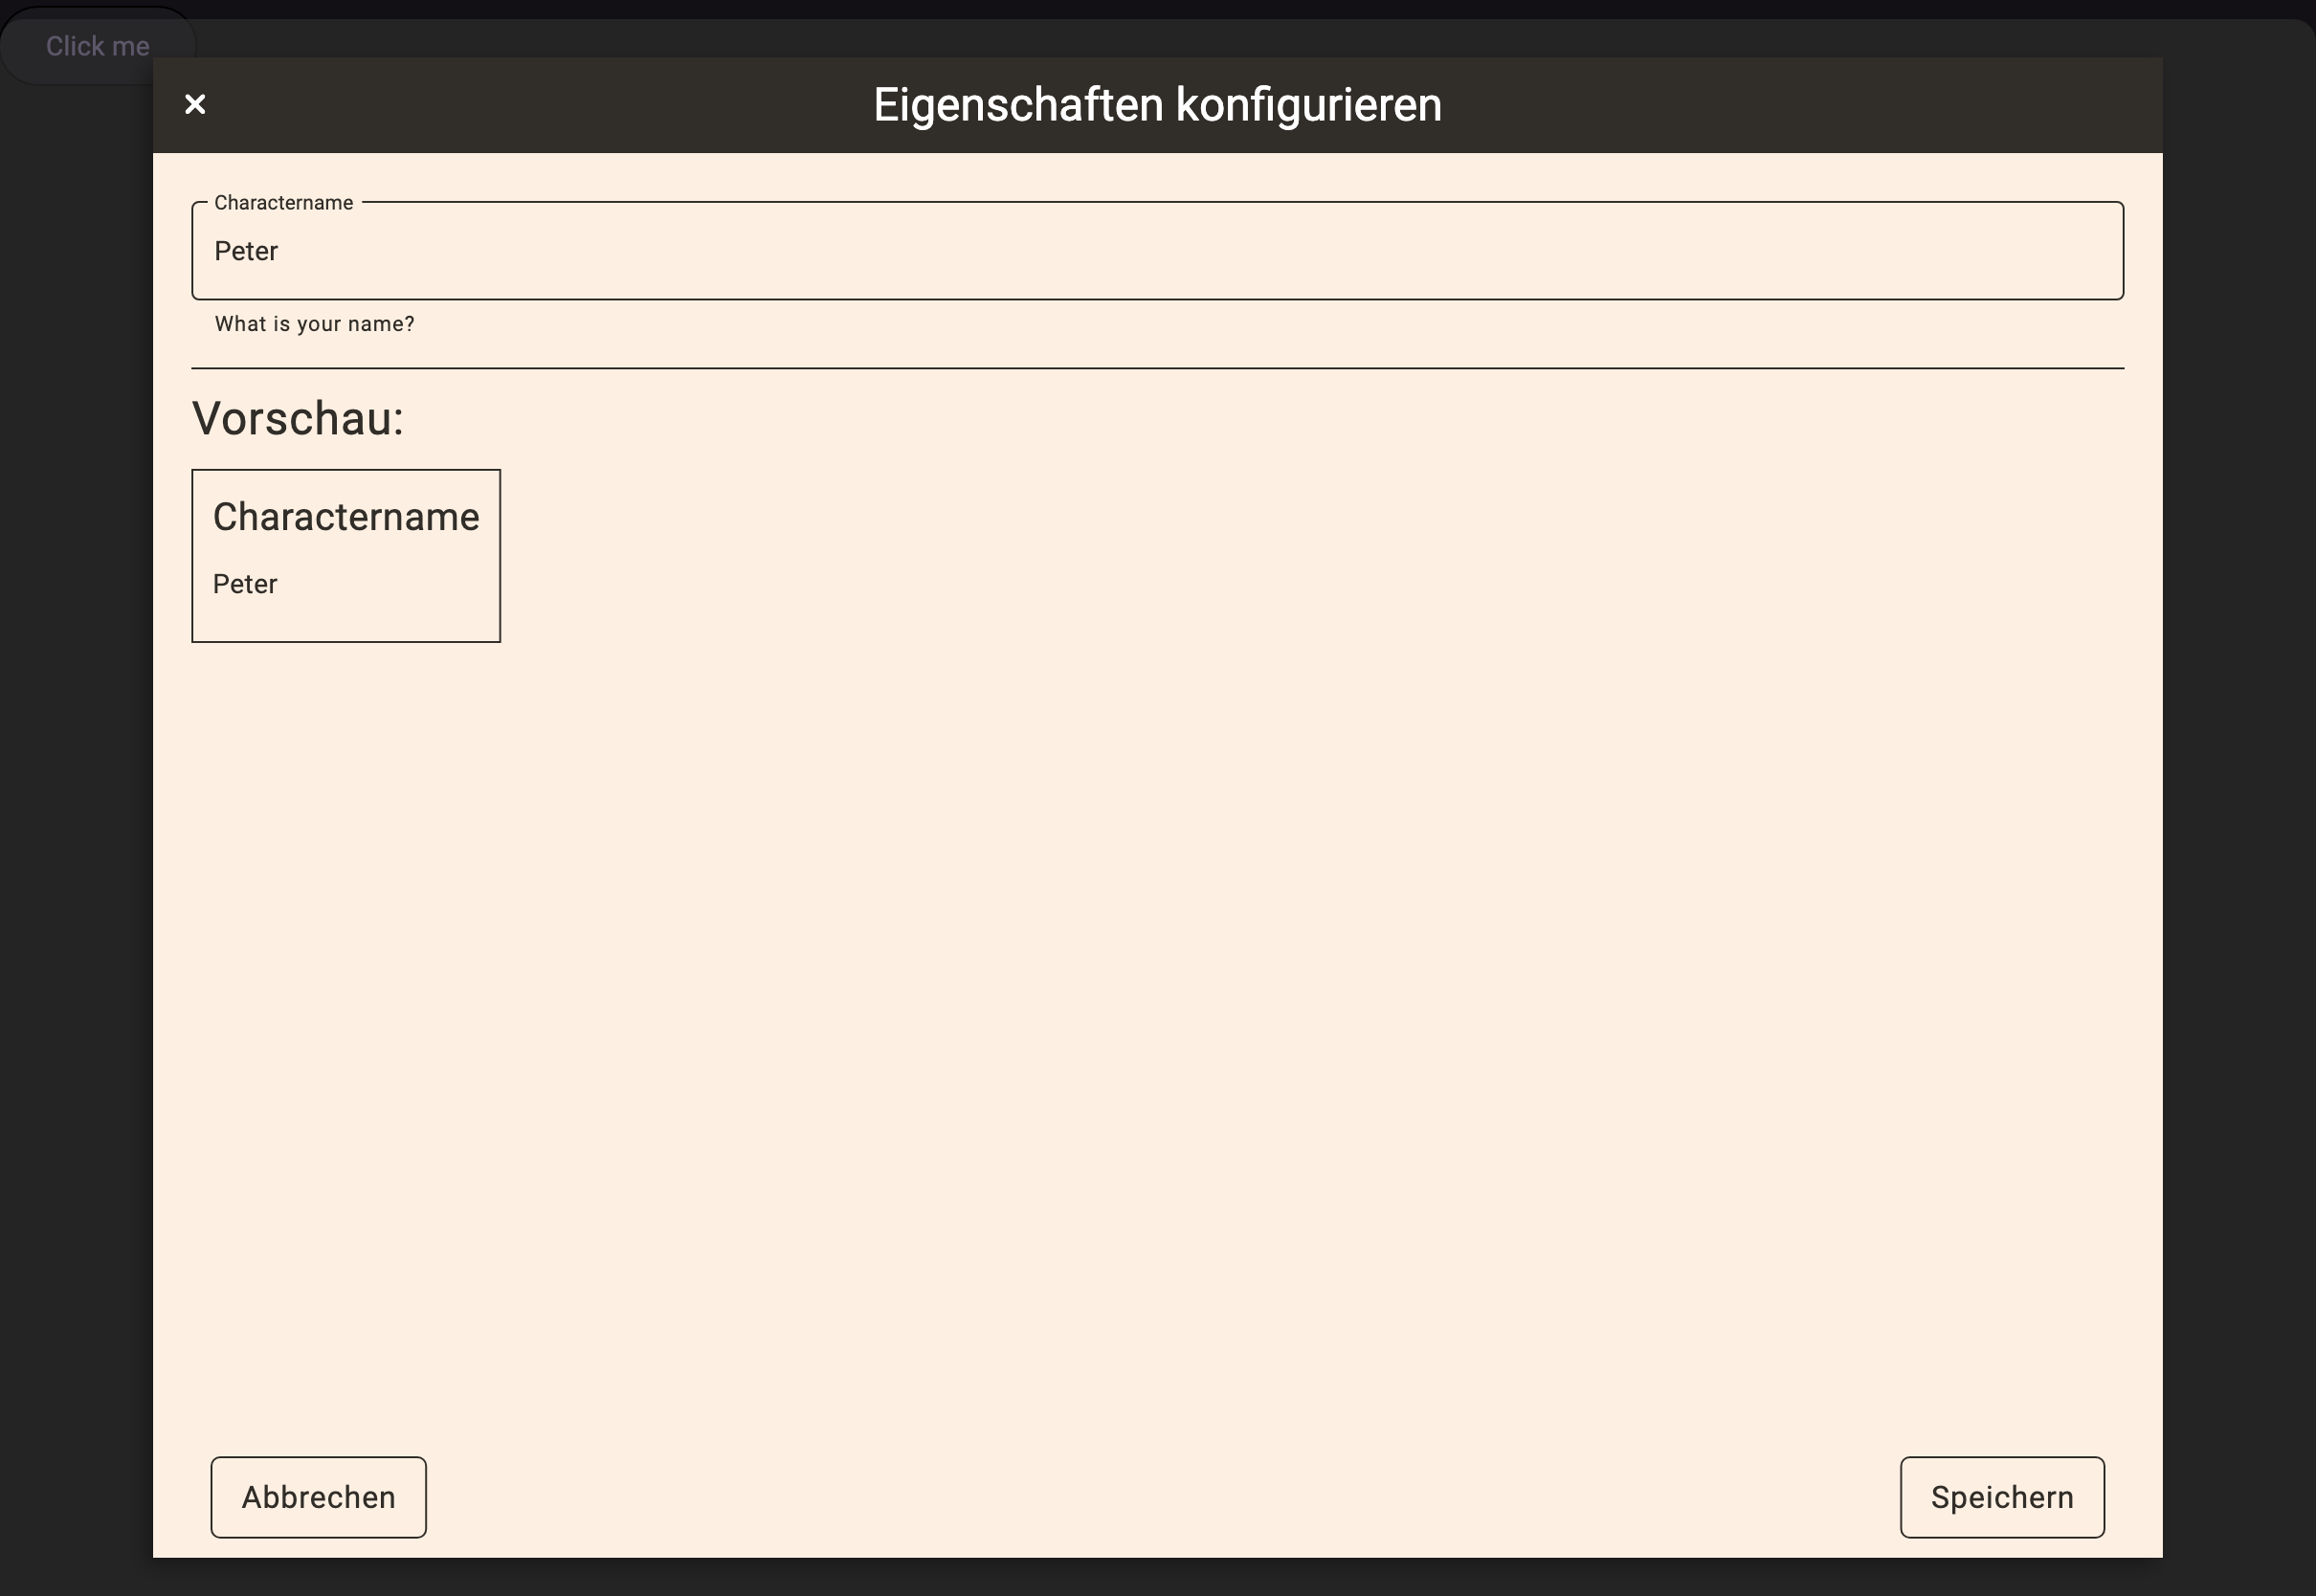 Click me
Eigenschaften konfigurieren
Charactername
Peter
What is your name?
Vorschau:
Charactername
Peter
Abbrechen
Speichern